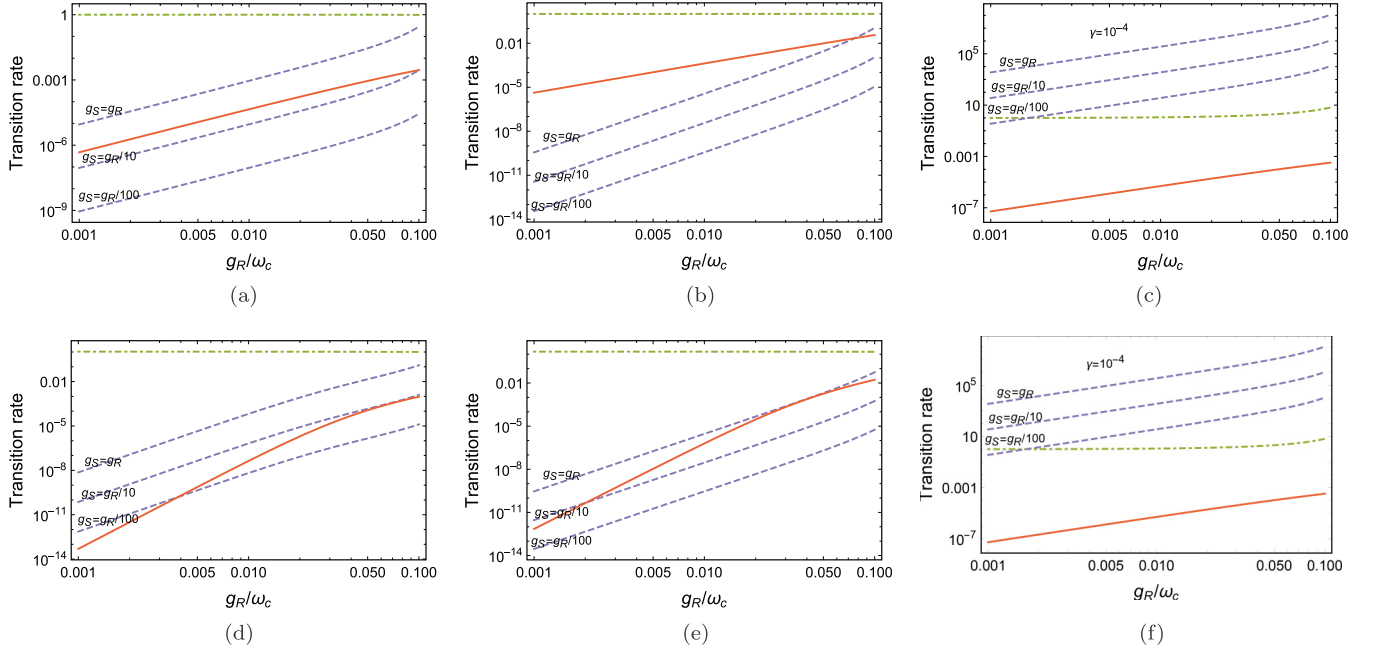 Transition rate
1
0.001
10⁻⁶
10⁻⁹
g_S=g_R
g_S=g_R/10
g_S=g_R/100
0.001 0.005 0.010 0.050 0.100
g_R/ω_c
(a)
Transition rate
0.01
10⁻⁵
10⁻⁸
10⁻¹¹
10⁻¹⁴
g_S=g_R
g_S=g_R/10
g_S=g_R/100
0.001 0.005 0.010 0.050 0.100
g_R/ω_c
(b)
Transition rate
γ=10⁻⁴
10⁵
10
0.001
10⁻⁷
g_S=g_R
g_S=g_R/10
g_S=g_R/100
0.001 0.005 0.010 0.050 0.100
g_R/ω_c
(c)
Transition rate
0.01
10⁻⁵
10⁻⁸
10⁻¹¹
10⁻¹⁴
g_S=g_R
g_S=g_R/10
g_S=g_R/100
0.001 0.005 0.010 0.050 0.100
g_R/ω_c
(d)
Transition rate
0.01
10⁻⁵
10⁻⁸
10⁻¹¹
10⁻¹⁴
g_S=g_R
g_S=g_R/10
g_S=g_R/100
0.001 0.005 0.010 0.050 0.100
g_R/ω_c
(e)
Transition rate
γ=10⁻⁴
10⁵
10
0.001
10⁻⁷
g_S=g_R
g_S=g_R/10
g_S=g_R/100
0.001 0.005 0.010 0.050 0.100
g_R/ω_c
(f)